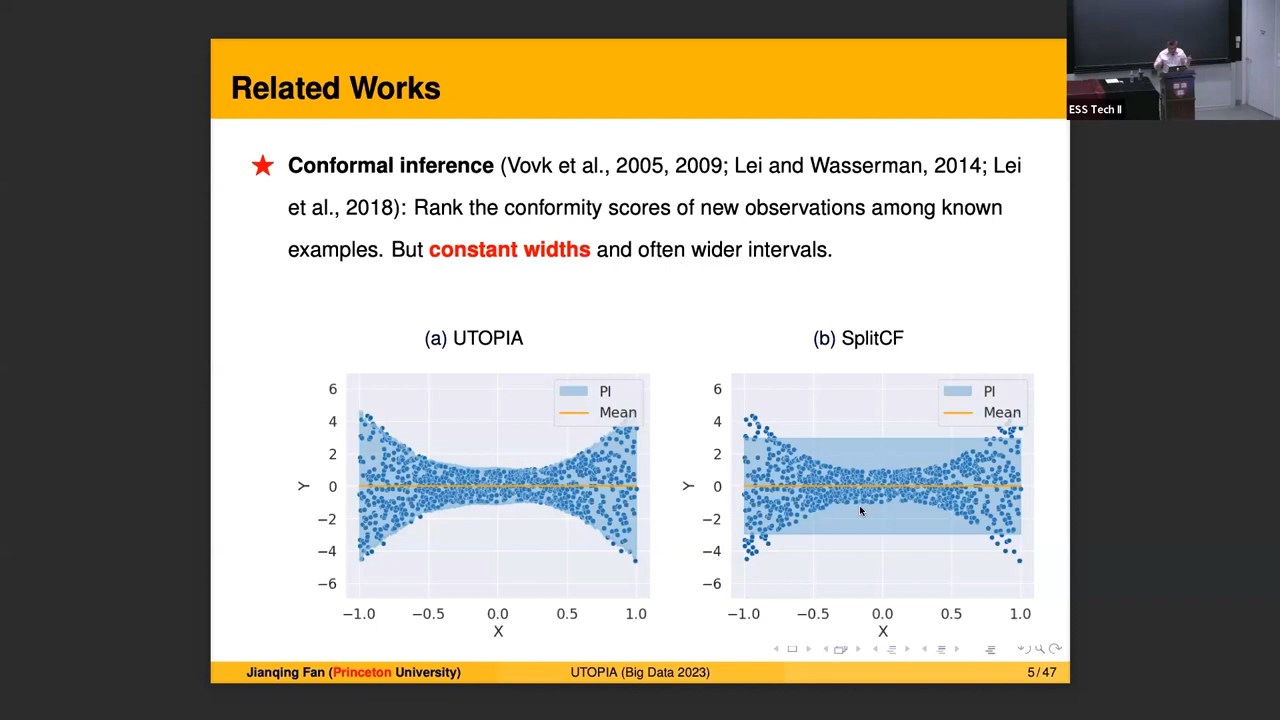 Related Works
ESS Tech II
★ Conformal inference (Vovk et al., 2005, 2009; Lei and Wasserman, 2014; Lei
et al., 2018): Rank the conformity scores of new observations among known
examples. But constant widths and often wider intervals.
(a) UTOPIA
6
4
2
0
−2
−4
−6
Y
PI
Mean
−1.0 −0.5 0.0 0.5 1.0
X
(b) SplitCF
6
4
2
0
−2
−4
−6
Y
PI
Mean
−1.0 −0.5 0.0 0.5 1.0
X
Jianqing Fan (Princeton University) UTOPIA (Big Data 2023) 5 / 47